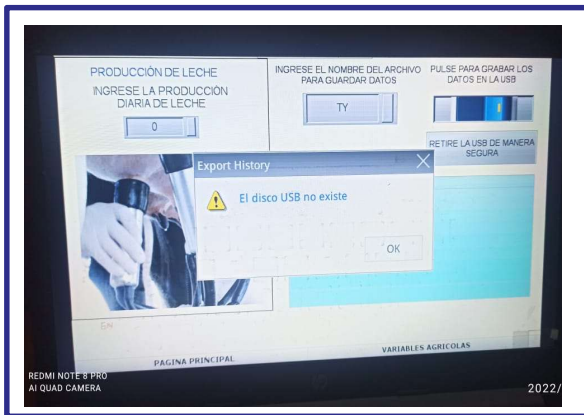 PRODUCCIÓN DE LECHE
INGRESE LA PRODUCCIÓN
DIARIA DE LECHE
0
INGRESE EL NOMBRE DEL ARCHIVO
PARA GUARDAR DATOS
TY
PULSE PARA GRABAR LOS
DATOS EN LA USB
RETIRE LA USB DE MANERA
SEGURA
Export History
El disco USB no existe
OK
PAGINA PRINCIPAL
VARIABLES AGRICOLAS
REDMI NOTE 8 PRO
AI QUAD CAMERA
2022/